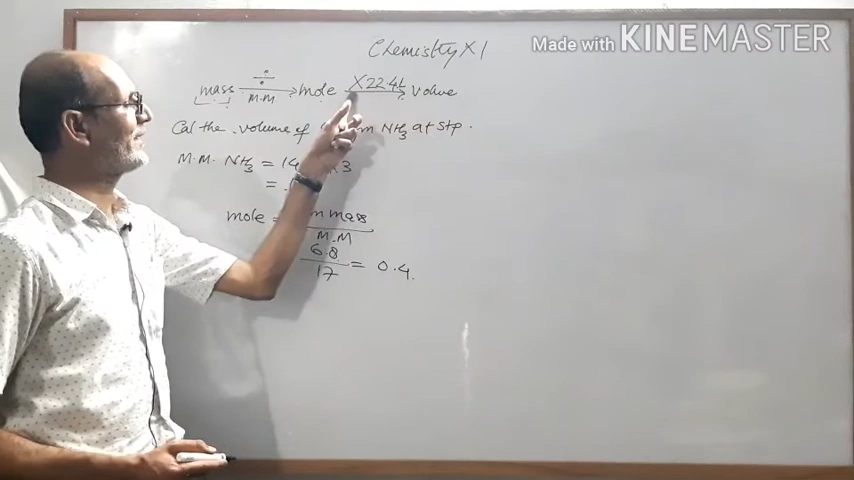 Chemistry XI
Made with KINEMASTER
mass ÷ M.M → mole X22.4L → volume
Cal the volume of m NH3 at Stp.
M.M. NH3 = 14 X3
=
mole = m mass
M.M
6.8
17 = 0.4.